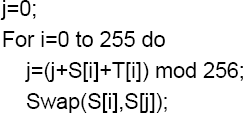 j=0;
For i=0 to 255 do
j=(j+S[i]+T[i]) mod 256;
Swap(S[i],S[j]);